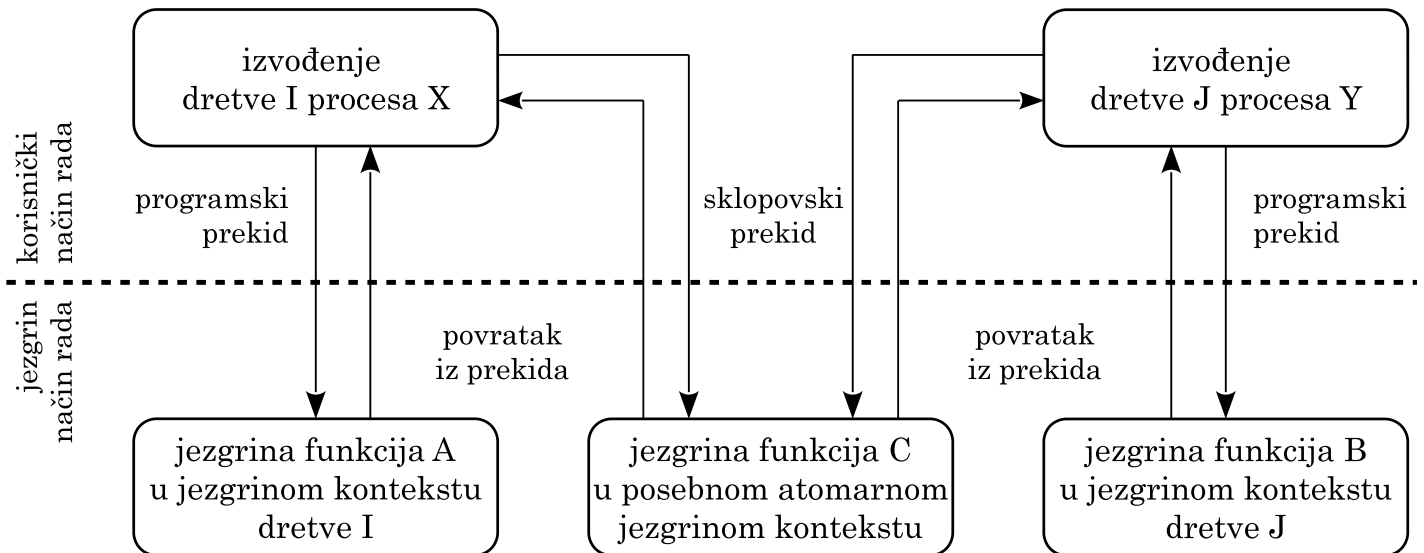 izvođenje
dretve I procesa X
izvođenje
dretve J procesa Y
korisnički
način rada
programski
prekid
sklopovski
prekid
programski
prekid
jezgrin
način rada
povratak
iz prekida
povratak
iz prekida
jezgrina funkcija A
u jezgrinom kontekstu
dretve I
jezgrina funkcija C
u posebnom atomarnom
jezgrinom kontekstu
jezgrina funkcija B
u jezgrinom kontekstu
dretve J